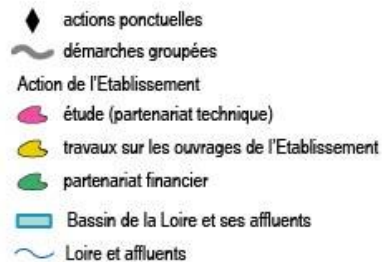 actions ponctuelles
démarches groupées
Action de l'Etablissement
étude (partenariat technique)
travaux sur les ouvrages de l'Etablissement
partenariat financier
Bassin de la Loire et ses affluents
Loire et affluents